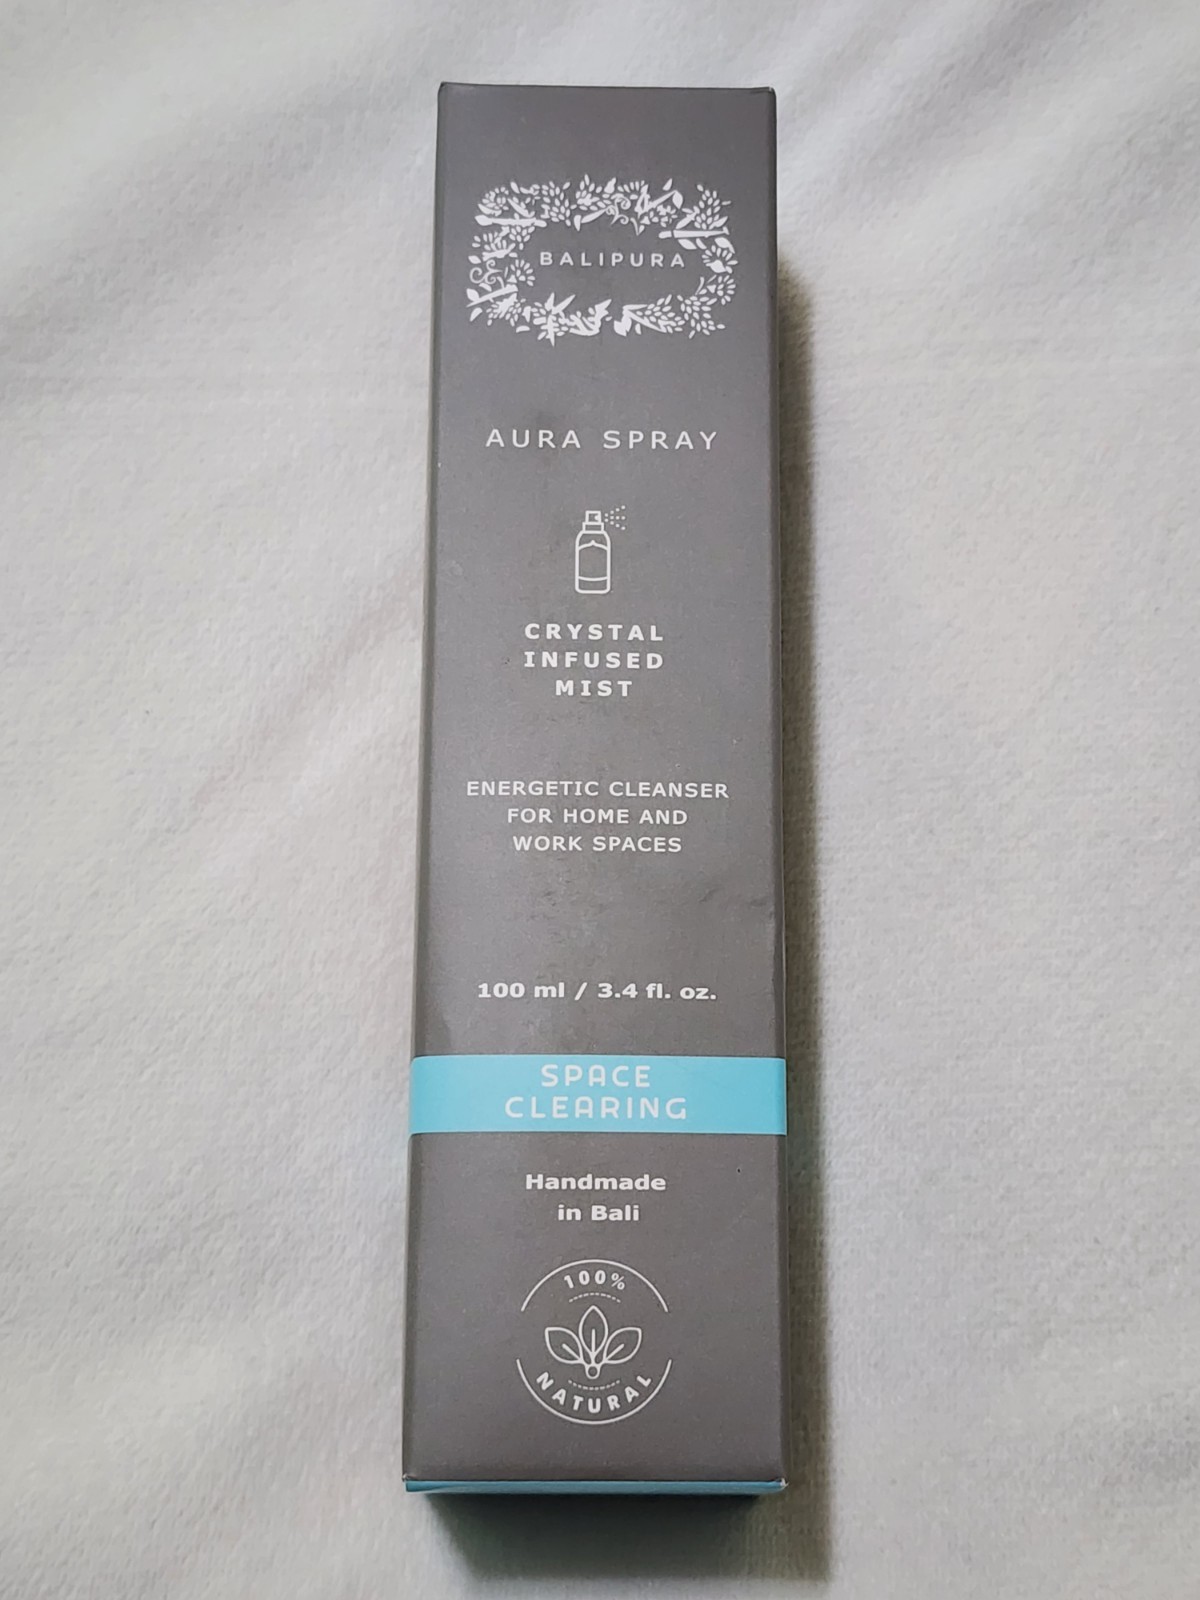 BALIPURA
AURA SPRAY
CRYSTAL
INFUSED
MIST
ENERGETIC CLEANSER
FOR HOME AND
WORK SPACES
100 ml / 3.4 fl. oz.
SPACE
CLEARING
Handmade
in Bali
100%
NATURAL